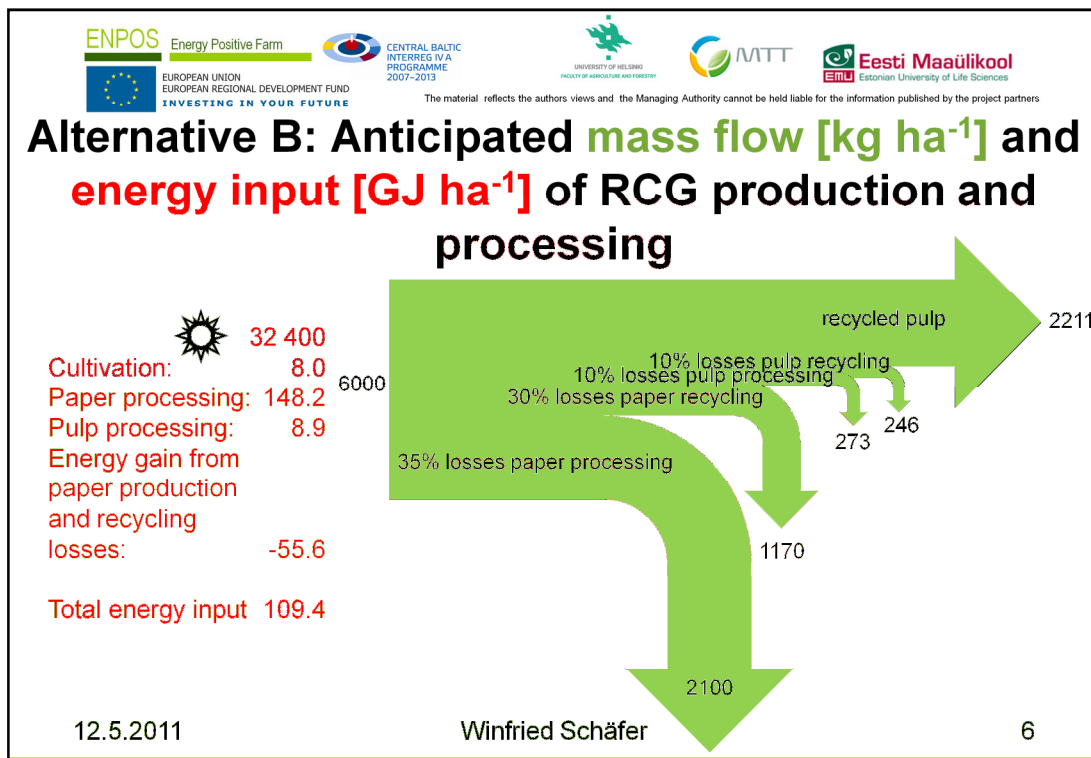 ENPOS Energy Positive Farm
CENTRAL BALTIC
INTERREG IV A
PROGRAMME
2007–2013
EUROPEAN UNION
EUROPEAN REGIONAL DEVELOPMENT FUND
INVESTING IN YOUR FUTURE
UNIVERSITY OF HELSINKI
FACULTY OF AGRICULTURE AND FORESTRY
MTT
EMU
Eesti Maaülikool
Estonian University of Life Sciences
The material reflects the authors views and the Managing Authority cannot be held liable for the information published by the project partners
Alternative B: Anticipated mass flow [kg ha-1] and
energy input [GJ ha-1] of RCG production and
processing
32 400
Cultivation: 8.0
Paper processing: 148.2
Pulp processing: 8.9
Energy gain from
paper production
and recycling
losses: -55.6
Total energy input 109.4
6000
recycled pulp
2211
10% losses pulp recycling
10% losses pulp processing
30% losses paper recycling
246
273
35% losses paper processing
1170
2100
12.5.2011
Winfried Schäfer
6